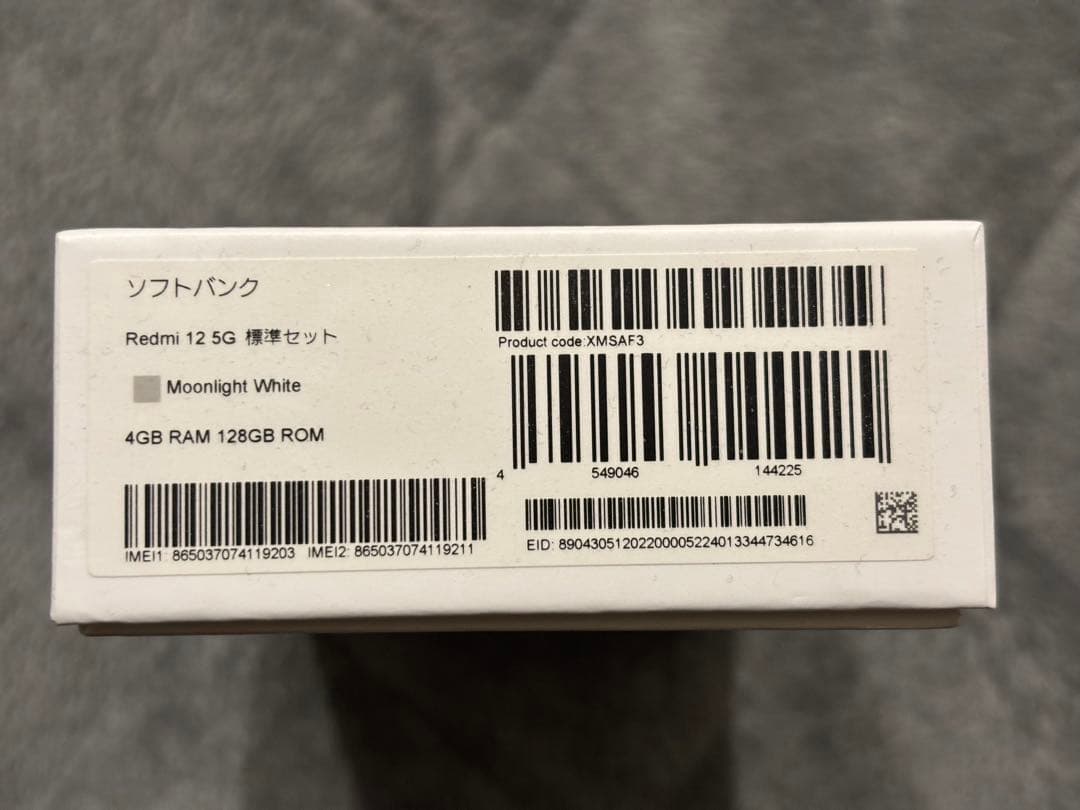 ソフトバンク
Redmi 12 5G 標準セット
Moonlight White
4GB RAM 128GB ROM
IMEI1: 865037074119203 IMEI2: 865037074119211
Product code:XMSAF3
4 549046 144225
EID: 89043051202200005224013344734616